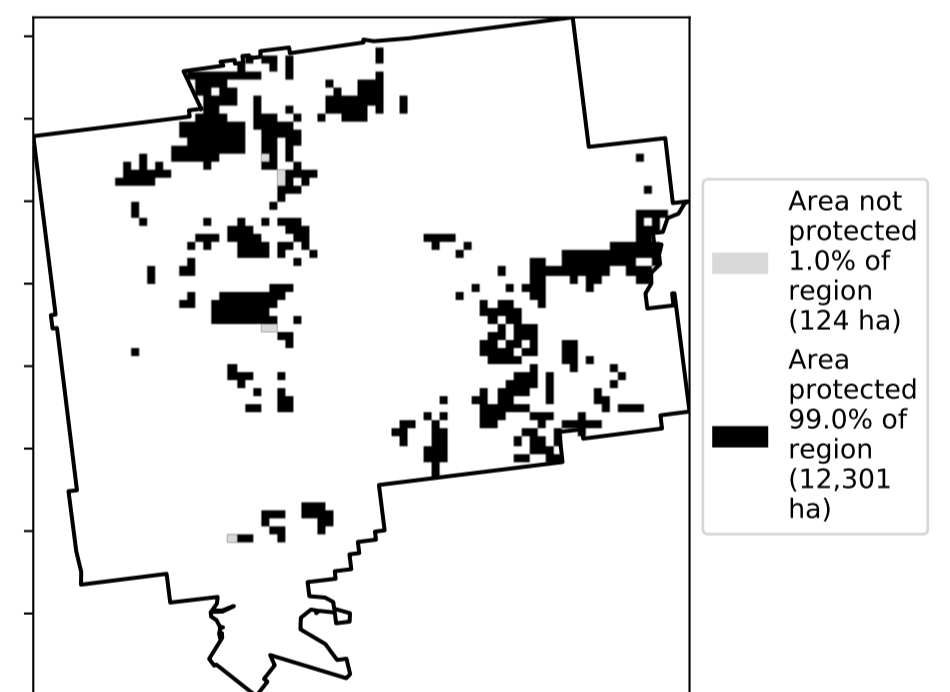 Area not
protected
1.0% of
region
(124 ha)
Area
protected
99.0% of
region
(12,301
ha)